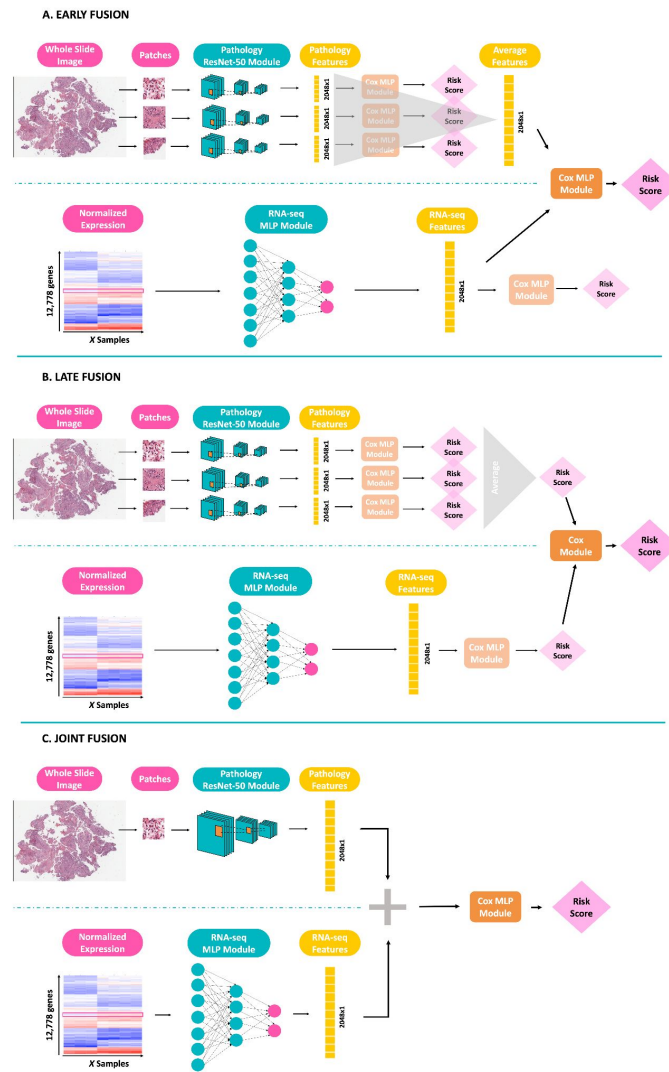 A. EARLY FUSION
Whole Slide
Image
Patches
Pathology
ResNet-50 Module
Pathology
Features
Average
Features
2048x1
Cox MLP
Module
Risk
Score
2048x1
Cox MLP
Module
Risk
Score
2048x1
Cox MLP
Module
Risk
Score
2048x1
Cox MLP
Module
Risk
Score
Normalized
Expression
RNA-seq
MLP Module
RNA-seq
Features
12,778 genes
X Samples
2048x1
Cox MLP
Module
Risk
Score
B. LATE FUSION
Whole Slide
Image
Patches
Pathology
ResNet-50 Module
Pathology
Features
2048x1
Cox MLP
Module
Risk
Score
2048x1
Cox MLP
Module
Risk
Score
2048x1
Cox MLP
Module
Risk
Score
Average
Risk
Score
Cox
Module
Risk
Score
Normalized
Expression
RNA-seq
MLP Module
RNA-seq
Features
12,778 genes
X Samples
2048x1
Cox MLP
Module
Risk
Score
C. JOINT FUSION
Whole Slide
Image
Patches
Pathology
ResNet-50 Module
Pathology
Features
2048x1
Cox MLP
Module
Risk
Score
Normalized
Expression
RNA-seq
MLP Module
RNA-seq
Features
12,778 genes
X Samples
2048x1